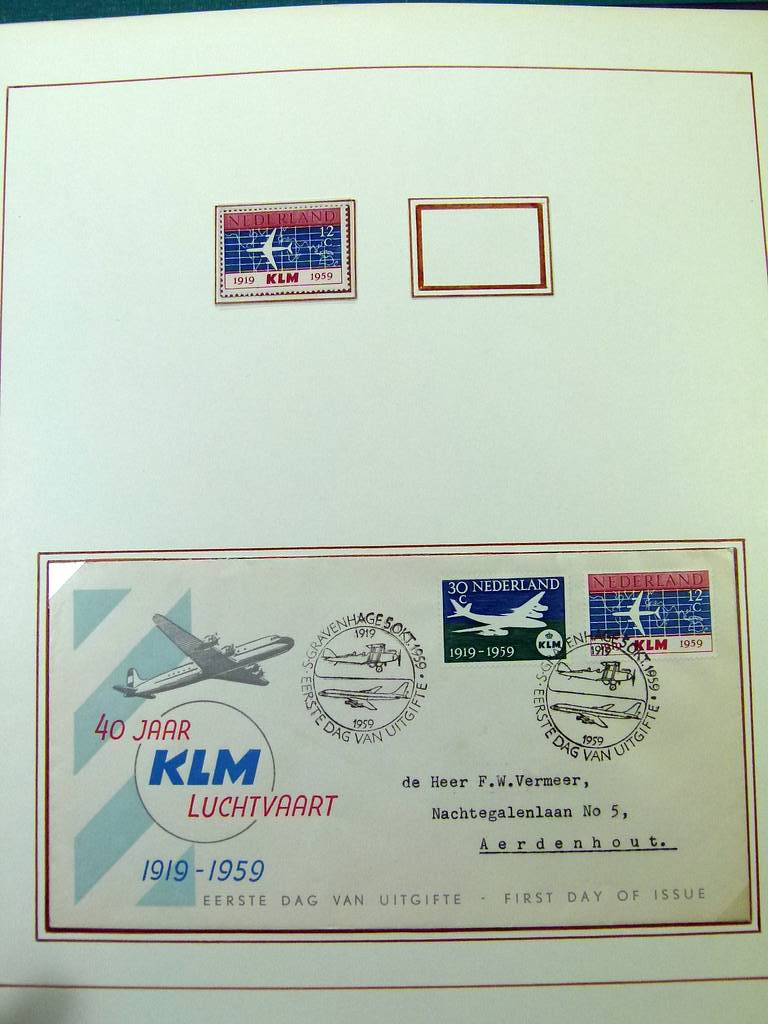 NEDERLAND
12
C
1919 KLM 1959
30 NEDERLAND
C
KLM
1919-1959
NEDERLAND
12
C
1919 KLM 1959
'S-GRAVENHAGE 5.OKT.1959
1919
1959
EERSTE DAG VAN UITGIFTE
'S-GRAVENHAGE 5.OKT.1959
1919
1959
EERSTE DAG VAN UITGIFTE
40 JAAR
KLM
LUCHTVAART
1919-1959
de Heer F.W.Vermeer,
Nachtegalenlaan No 5,
Aerdenhout.
EERSTE DAG VAN UITGIFTE - FIRST DAY OF ISSUE